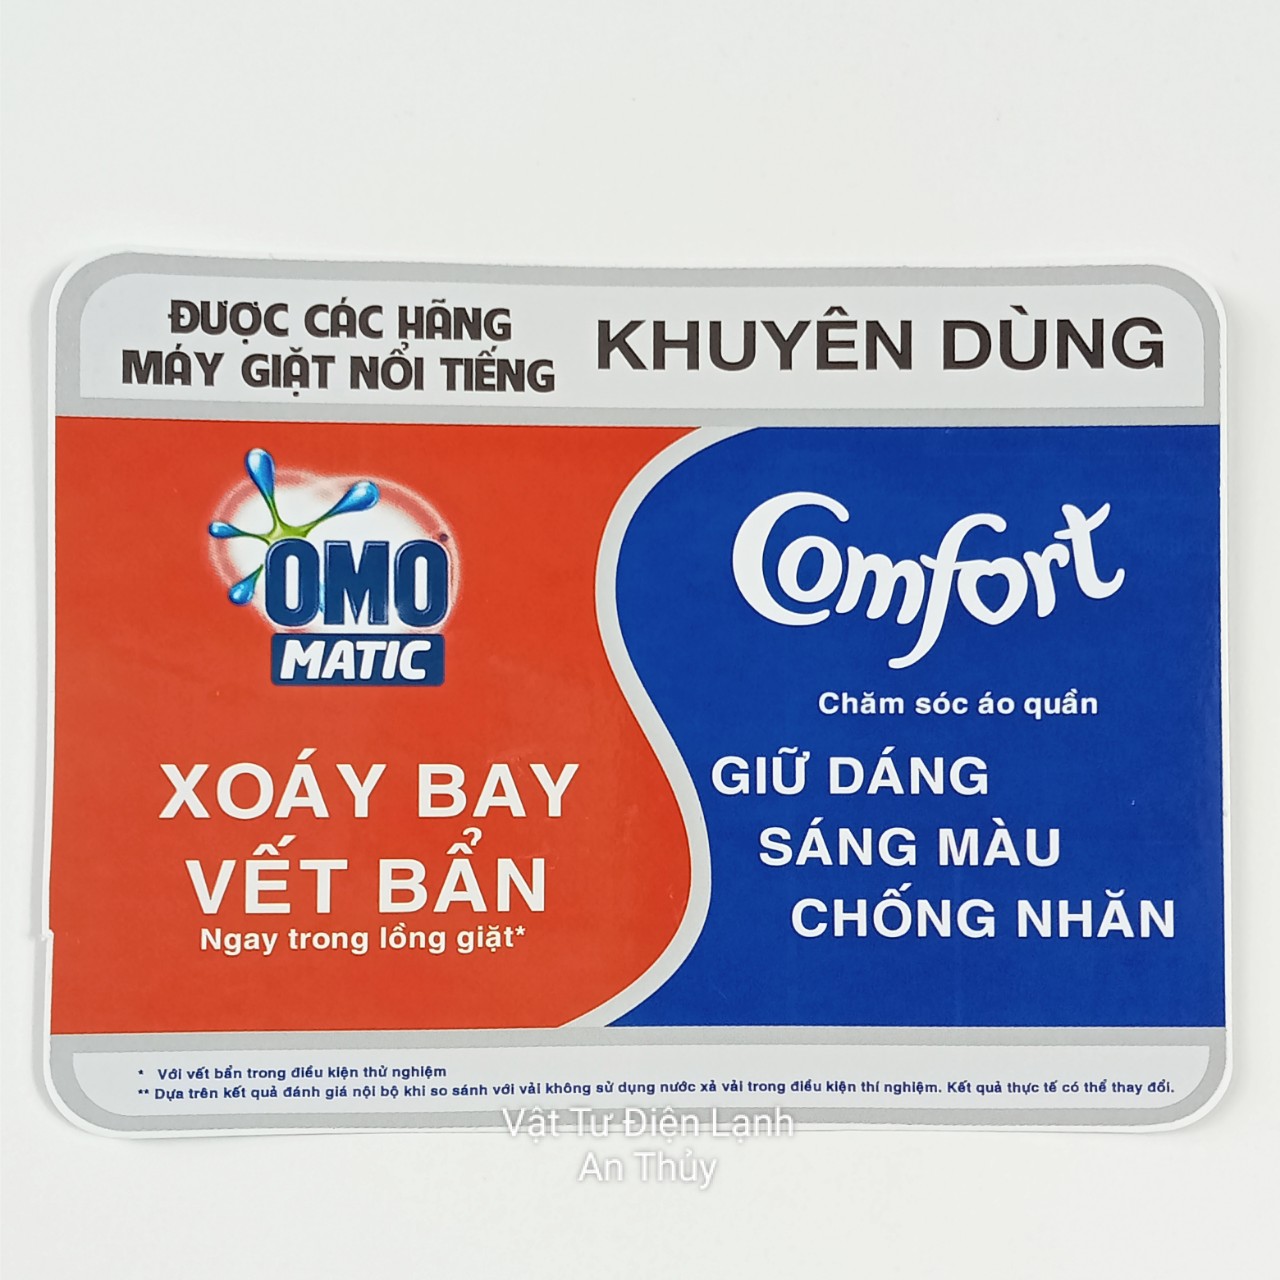 ĐƯỢC CÁC HÃNG
MÁY GIẶT NỔI TIẾNG
KHUYÊN DÙNG
OMO
MATIC
XOÁY BAY
VẾT BẨN
Ngay trong lồng giặt*
Comfort
Chăm sóc áo quần
GIỮ DÁNG
SÁNG MÀU
CHỐNG NHĂN
* Với vết bẩn trong điều kiện thử nghiệm
** Dựa trên kết quả đánh giá nội bộ khi so sánh với vải không sử dụng nước xả vải trong điều kiện thí nghiệm. Kết quả thực tế có thể thay đổi.
Vật Tư Điện Lạnh
An Thủy